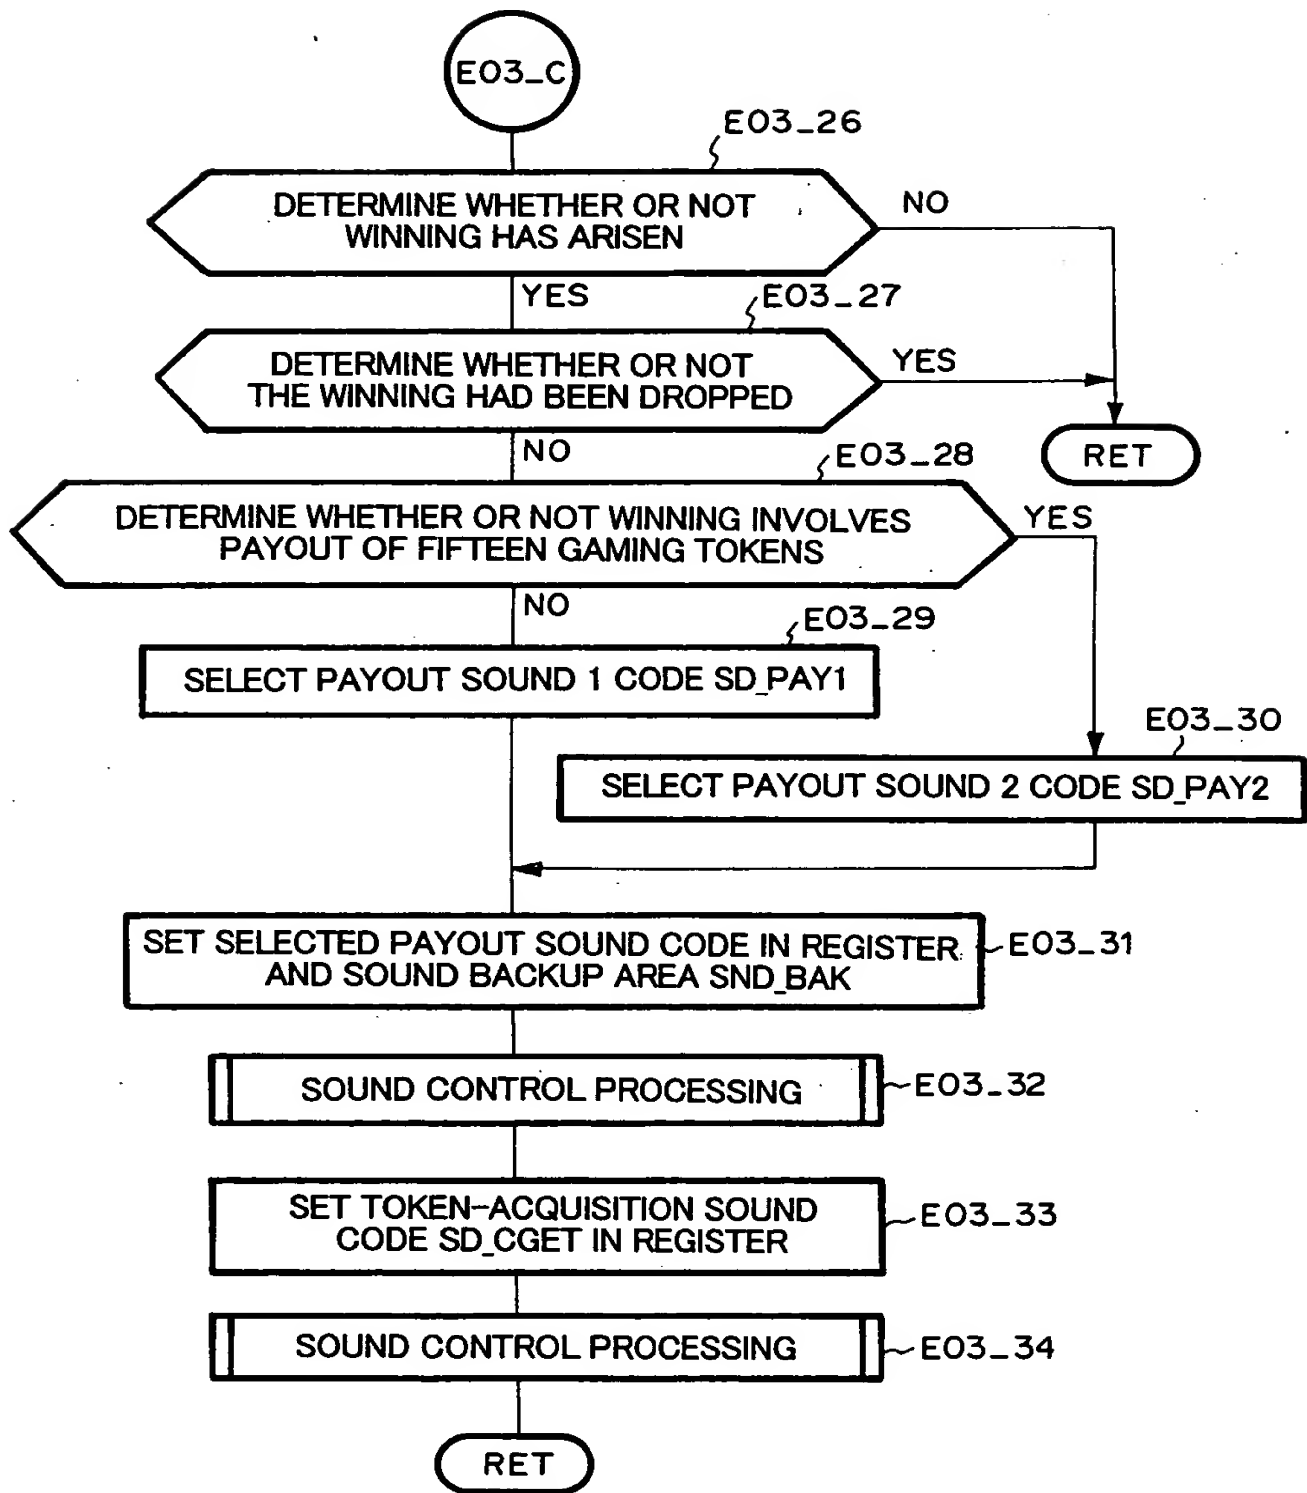 E03_C
E03_26
DETERMINE WHETHER OR NOT
WINNING HAS ARISEN
NO
YES
E03_27
DETERMINE WHETHER OR NOT
THE WINNING HAD BEEN DROPPED
YES
NO
RET
E03_28
DETERMINE WHETHER OR NOT WINNING INVOLVES
PAYOUT OF FIFTEEN GAMING TOKENS
YES
NO
E03_29
SELECT PAYOUT SOUND 1 CODE SD_PAY1
E03_30
SELECT PAYOUT SOUND 2 CODE SD_PAY2
SET SELECTED PAYOUT SOUND CODE IN REGISTER
AND SOUND BACKUP AREA SND_BAK
E03_31
SOUND CONTROL PROCESSING
E03_32
SET TOKEN-ACQUISITION SOUND
CODE SD_CGET IN REGISTER
E03_33
SOUND CONTROL PROCESSING
E03_34
RET